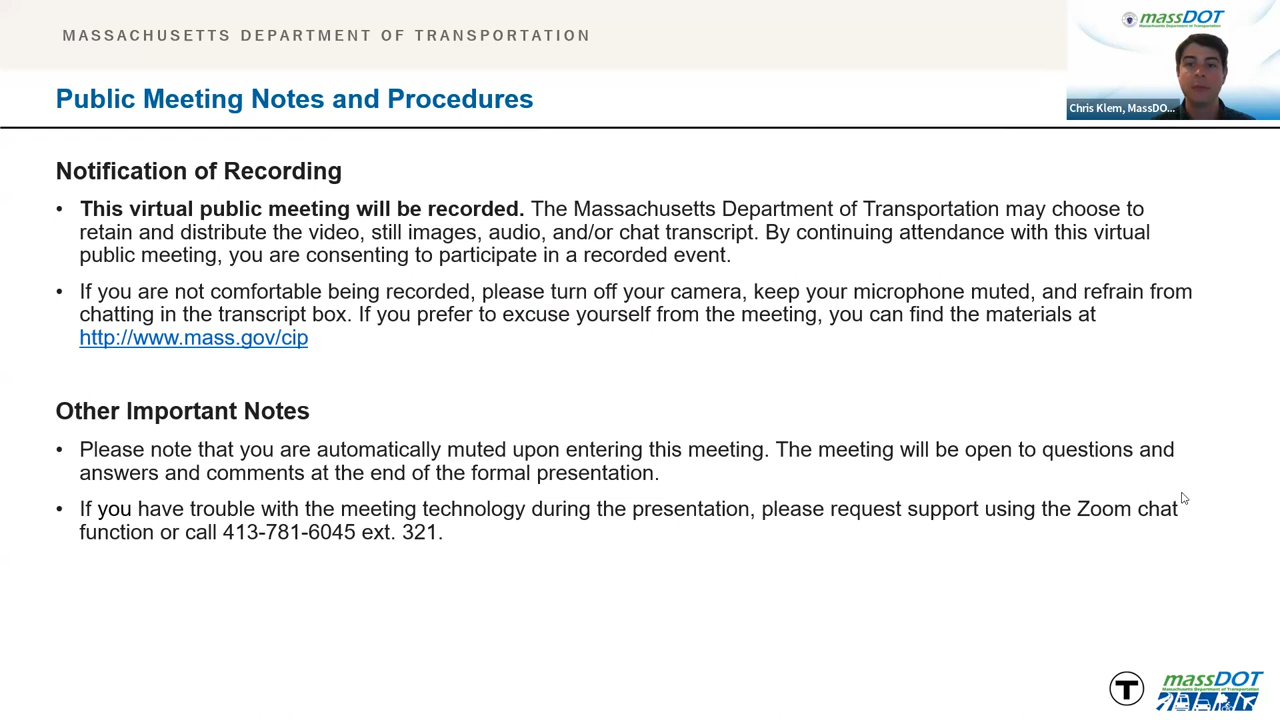 MASSACHUSETTS DEPARTMENT OF TRANSPORTATION
massDOT
Massachusetts Department of Transportation
Chris Klem, MassDO...
Public Meeting Notes and Procedures
Notification of Recording
• This virtual public meeting will be recorded. The Massachusetts Department of Transportation may choose to
retain and distribute the video, still images, audio, and/or chat transcript. By continuing attendance with this virtual
public meeting, you are consenting to participate in a recorded event.
• If you are not comfortable being recorded, please turn off your camera, keep your microphone muted, and refrain from
chatting in the transcript box. If you prefer to excuse yourself from the meeting, you can find the materials at
http://www.mass.gov/cip
Other Important Notes
• Please note that you are automatically muted upon entering this meeting. The meeting will be open to questions and
answers and comments at the end of the formal presentation.
• If you have trouble with the meeting technology during the presentation, please request support using the Zoom chat
function or call 413-781-6045 ext. 321.
T
massDOT
Massachusetts Department of Transportation